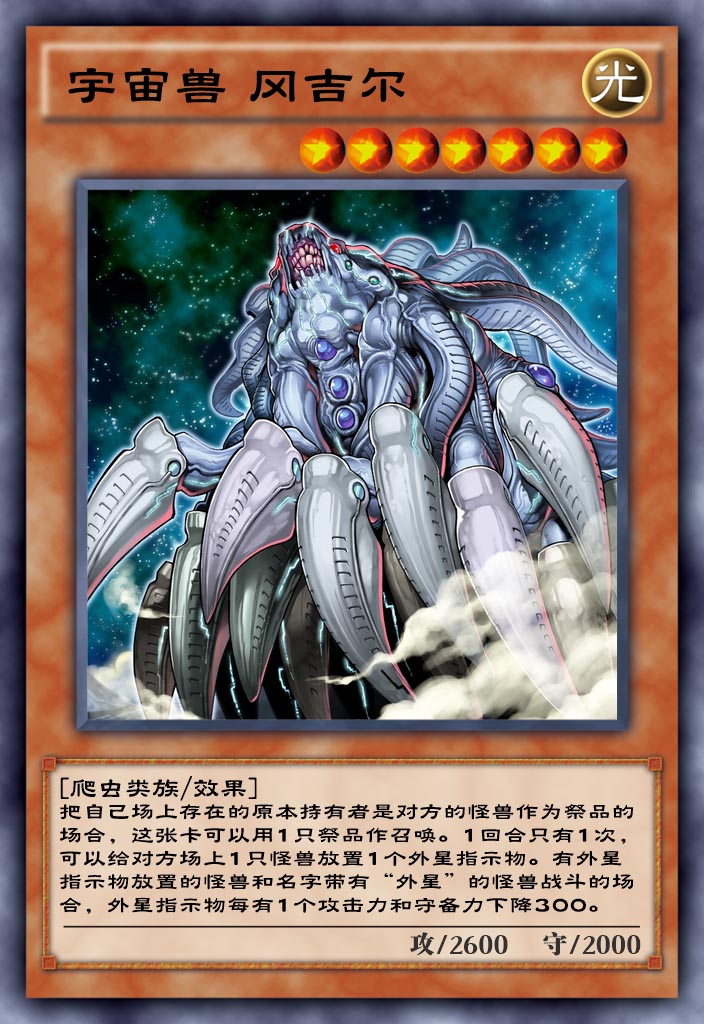 宇宙兽 冈吉尔
光
[爬虫类族/效果]
把自己场上存在的原本持有者是对方的怪兽作为祭品的
场合，这张卡可以用1只祭品作召唤。1回合只有1次，
可以给对方场上1只怪兽放置1个外星指示物。有外星
指示物放置的怪兽和名字带有“外星”的怪兽战斗的场
合，外星指示物每有1个攻击力和守备力下降300。
攻/2600 守/2000